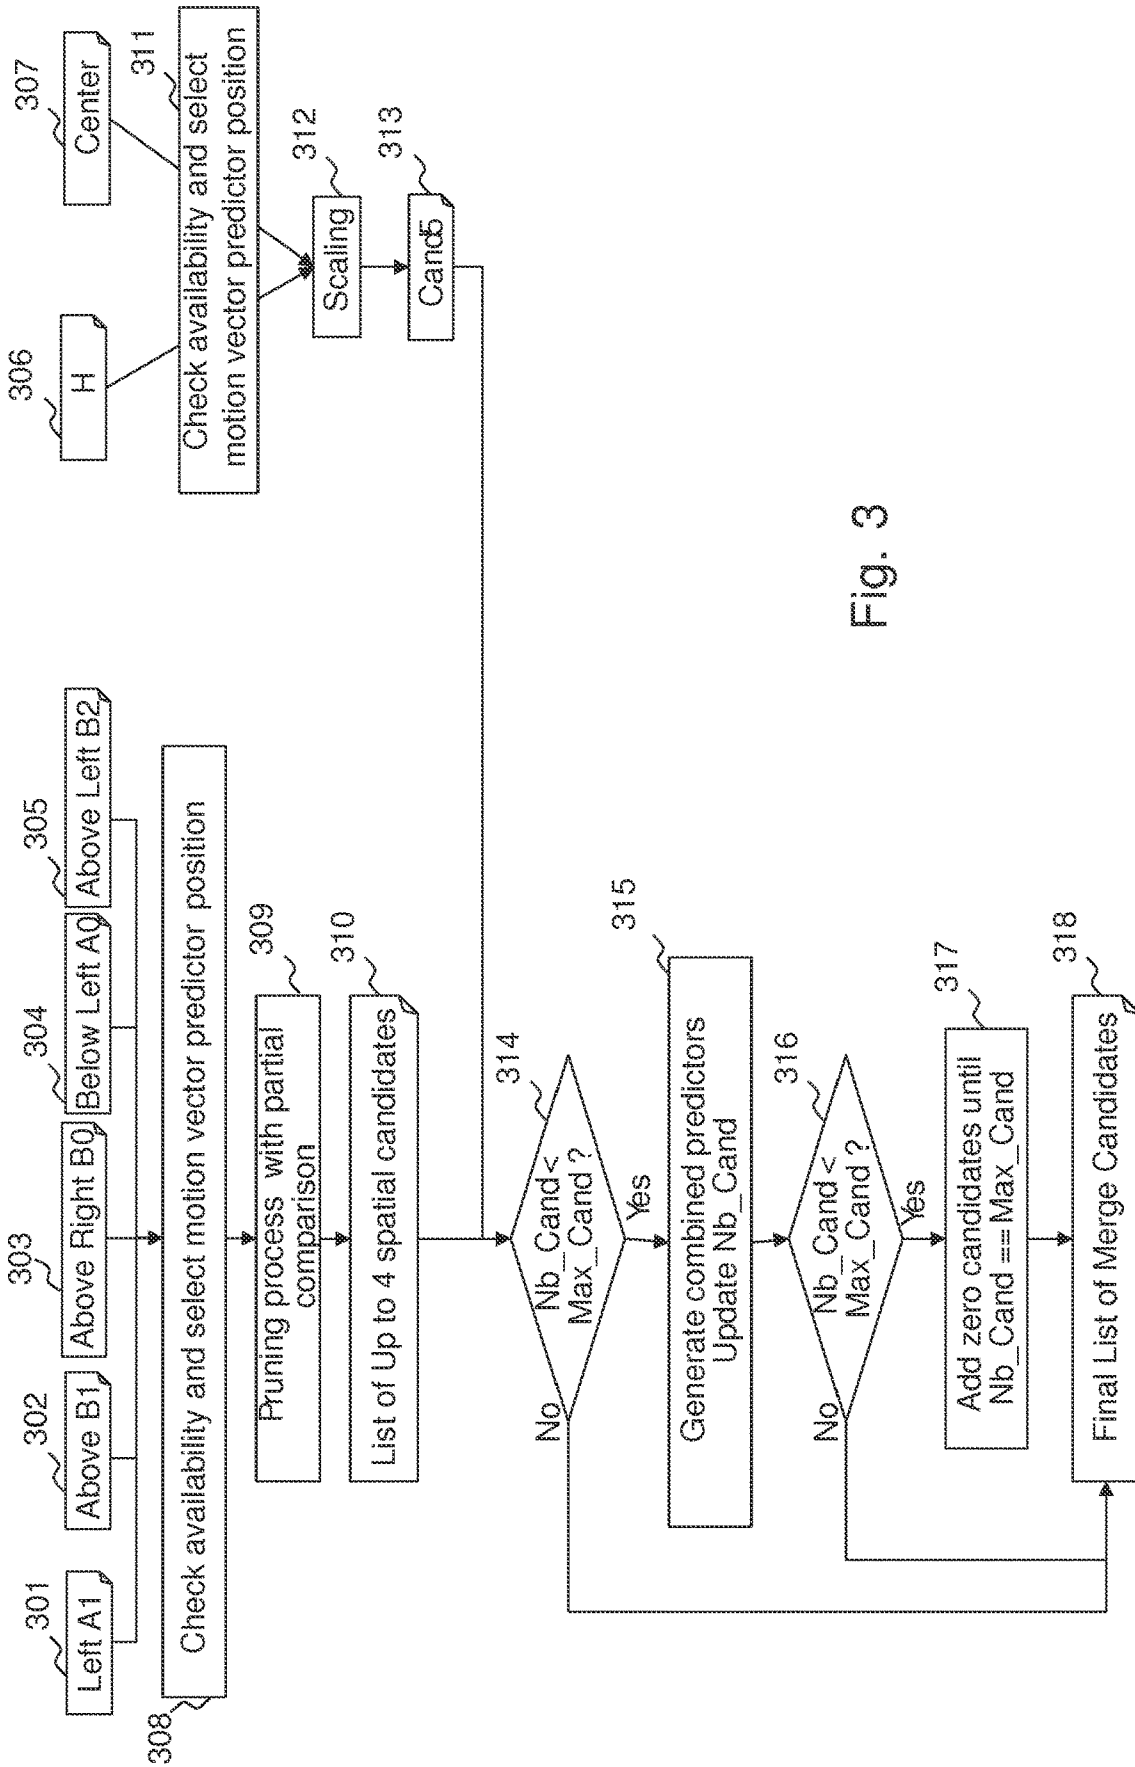 301
302
303
304
305
306
307
Left A1
Above B1
Above Right B0
Below Left A0
Above Left B2
H
Center
308
Check availability and select motion vector predictor position
311
Check availability and select
motion vector predictor position
309
Pruning process with partial
comparison
312
Scaling
310
List of Up to 4 spatial candidates
313
Cand5
314
Nb_Cand<
Max_Cand ?
No
Yes
315
Generate combined predictors
Update Nb_Cand
316
Nb_Cand <
Max_Cand ?
No
Yes
317
Add zero candidates until
Nb_Cand == Max_Cand
318
Final List of Merge Candidates
Fig. 3